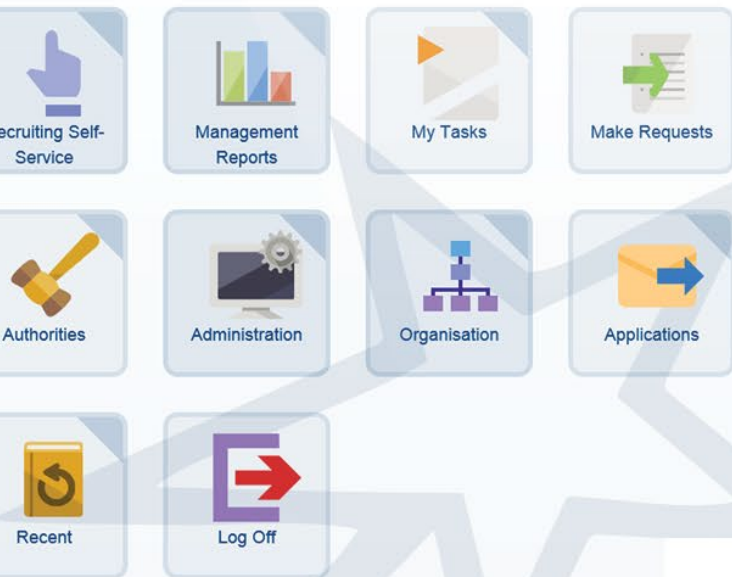 ecruiting Self-
Service
Management
Reports
My Tasks
Make Requests
Authorities
Administration
Organisation
Applications
Recent
Log Off